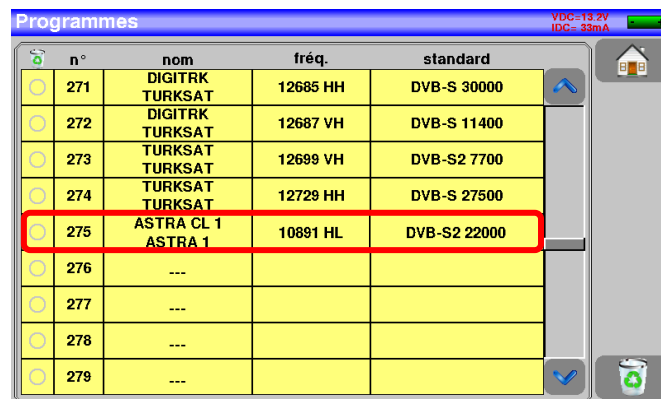 Programmes
VDC=13.2V
IDC= 33mA
n° nom fréq. standard
271 DIGITRK TURKSAT 12685 HH DVB-S 30000
272 DIGITRK TURKSAT 12687 VH DVB-S 11400
273 TURKSAT TURKSAT 12699 VH DVB-S2 7700
274 TURKSAT TURKSAT 12729 HH DVB-S 27500
275 ASTRA CL 1 ASTRA 1 10891 HL DVB-S2 22000
276 ---
277 ---
278 ---
279 ---